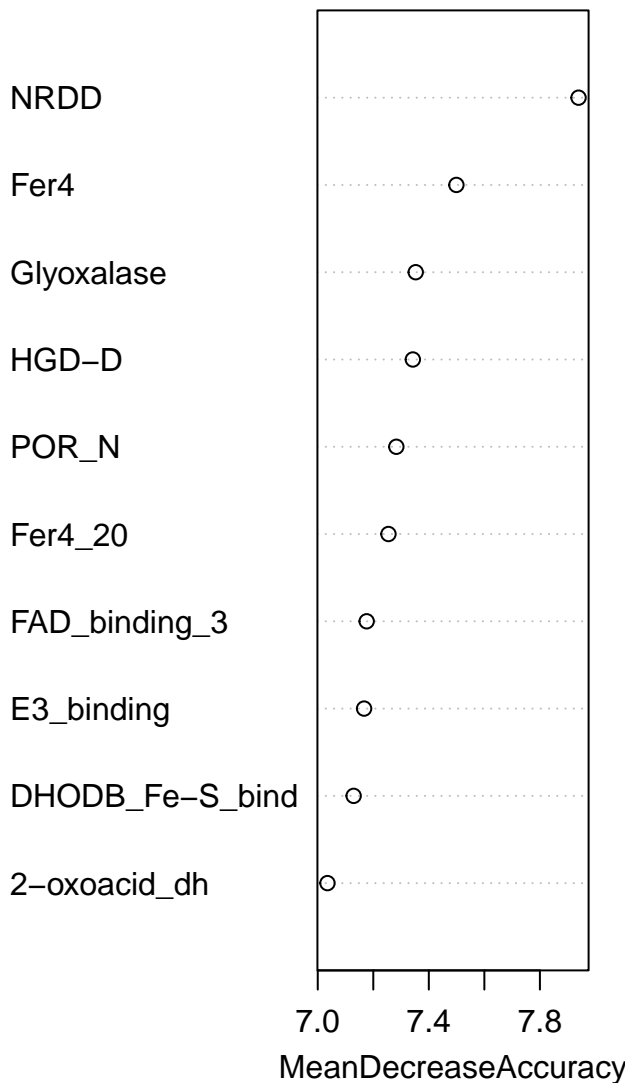 NRDD
Fer4
Glyoxalase
HGD−D
POR_N
Fer4_20
FAD_binding_3
E3_binding
DHODB_Fe−S_bind
2−oxoacid_dh
7.0 7.4 7.8
MeanDecreaseAccuracy